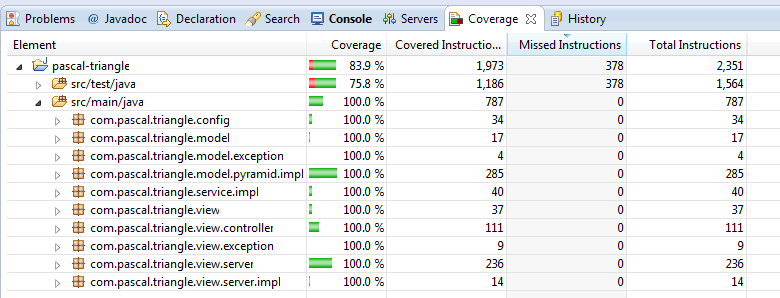 Problems @ Javadoc Declaration Search Console Servers Coverage History
Element Coverage Covered Instructio... Missed Instructions Total Instructions
pascal-triangle 83.9 % 1,973 378 2,351
src/test/java 75.8 % 1,186 378 1,564
src/main/java 100.0 % 787 0 787
com.pascal.triangle.config 100.0 % 34 0 34
com.pascal.triangle.model 100.0 % 17 0 17
com.pascal.triangle.model.exception 100.0 % 4 0 4
com.pascal.triangle.model.pyramid.impl 100.0 % 285 0 285
com.pascal.triangle.service.impl 100.0 % 40 0 40
com.pascal.triangle.view 100.0 % 37 0 37
com.pascal.triangle.view.controller 100.0 % 111 0 111
com.pascal.triangle.view.exception 100.0 % 9 0 9
com.pascal.triangle.view.server 100.0 % 236 0 236
com.pascal.triangle.view.server.impl 100.0 % 14 0 14